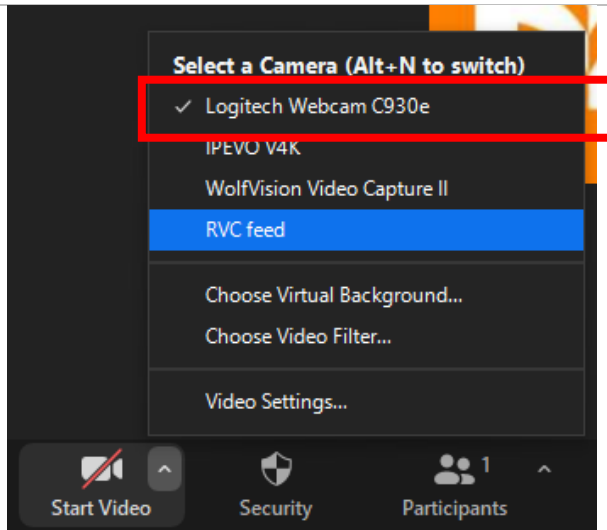 Select a Camera (Alt+N to switch)
✓ Logitech Webcam C930e
IPEVO V4K
WolfVision Video Capture II
RVC feed
Choose Virtual Background...
Choose Video Filter...
Video Settings...
Start Video
Security
Participants
1